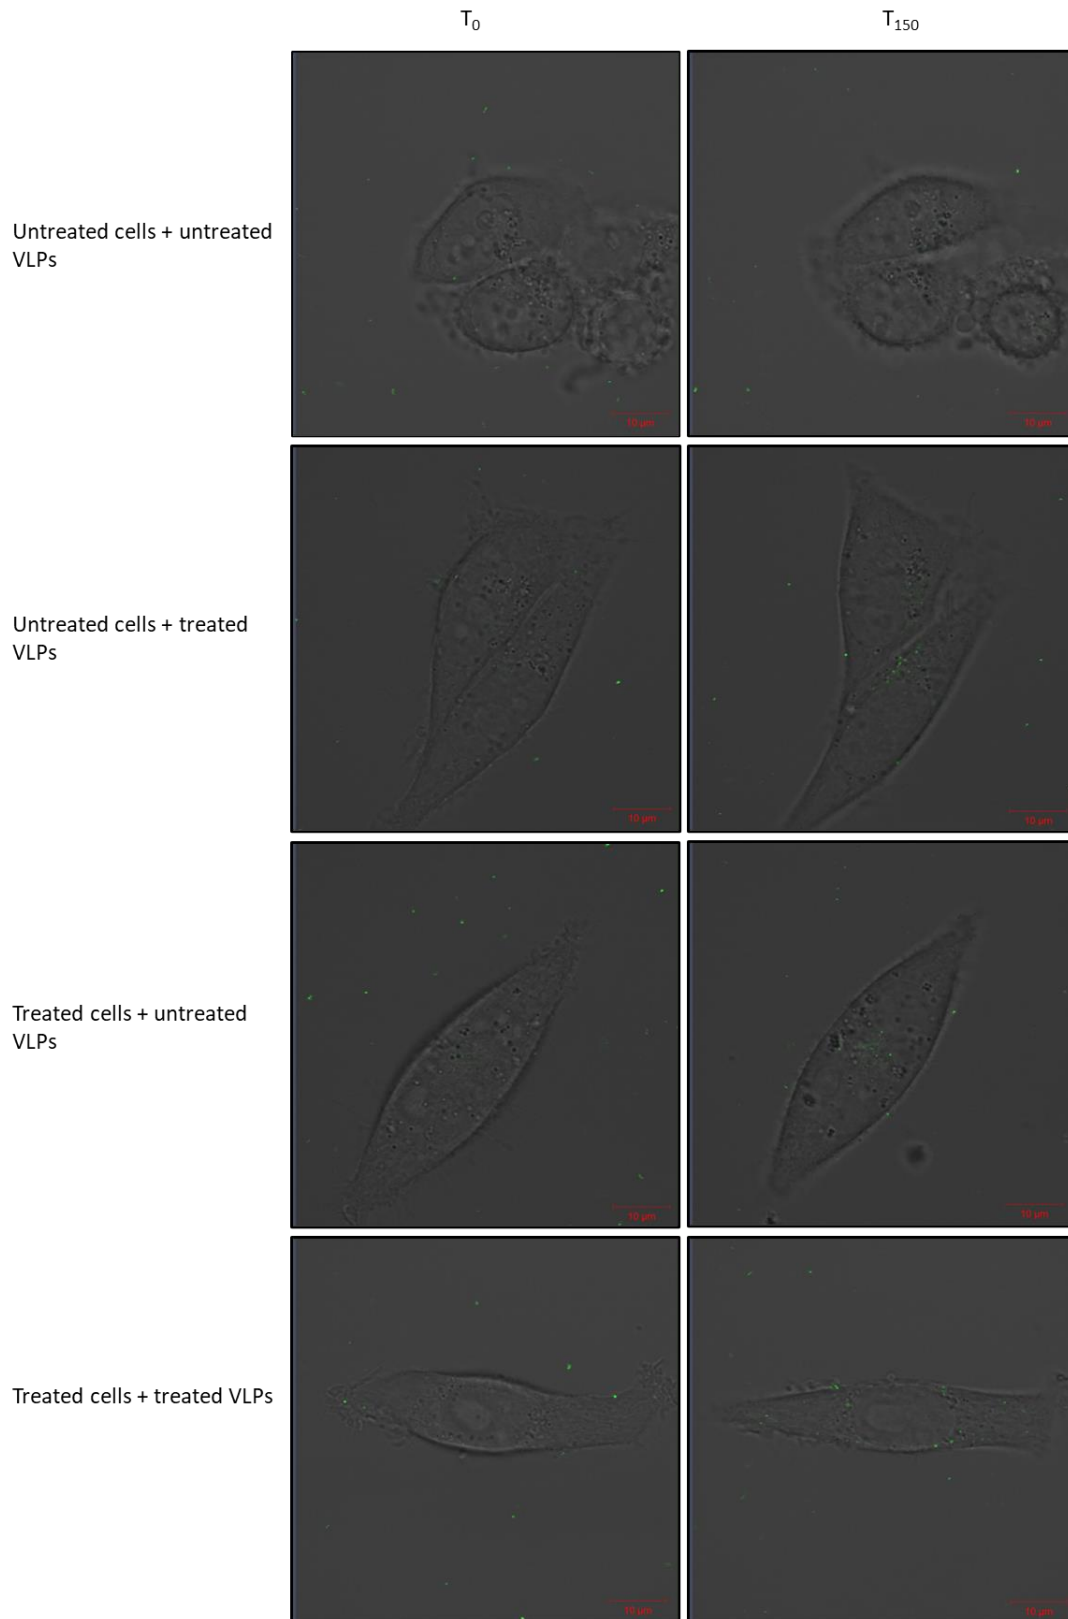 T₀ T₁₅₀
Untreated cells + untreated
VLPs
10 µm 10 µm
Untreated cells + treated
VLPs
10 µm 10 µm
Treated cells + untreated
VLPs
10 µm 10 µm
Treated cells + treated VLPs
10 µm 10 µm